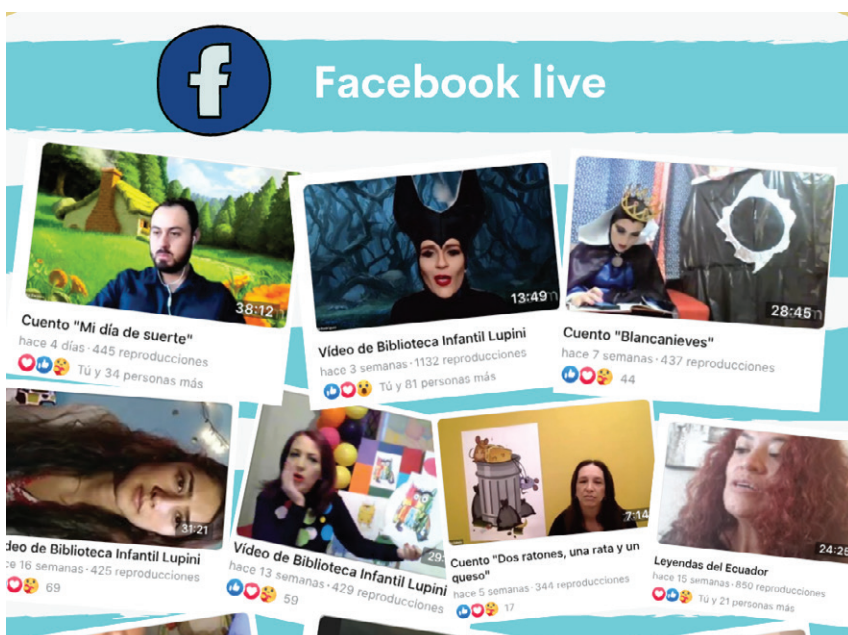 f Facebook live
38:12
Cuento "Mi día de suerte"
hace 4 días · 445 reproducciones
Tú y 34 personas más
13:49
Vídeo de Biblioteca Infantil Lupini
hace 3 semanas · 1132 reproducciones
Tú y 81 personas más
28:45
Cuento "Blancanieves"
hace 7 semanas · 437 reproducciones
44
31:21
deo de Biblioteca Infantil Lupini
ce 16 semanas · 425 reproducciones
69
29:
Vídeo de Biblioteca Infantil Lupini
hace 13 semanas · 429 reproducciones
59
7:14
Cuento "Dos ratones, una rata y un
queso"
hace 5 semanas · 344 reproducciones
17
24:28
Leyendas del Ecuador
hace 15 semanas · 850 reproducciones
Tú y 21 personas más